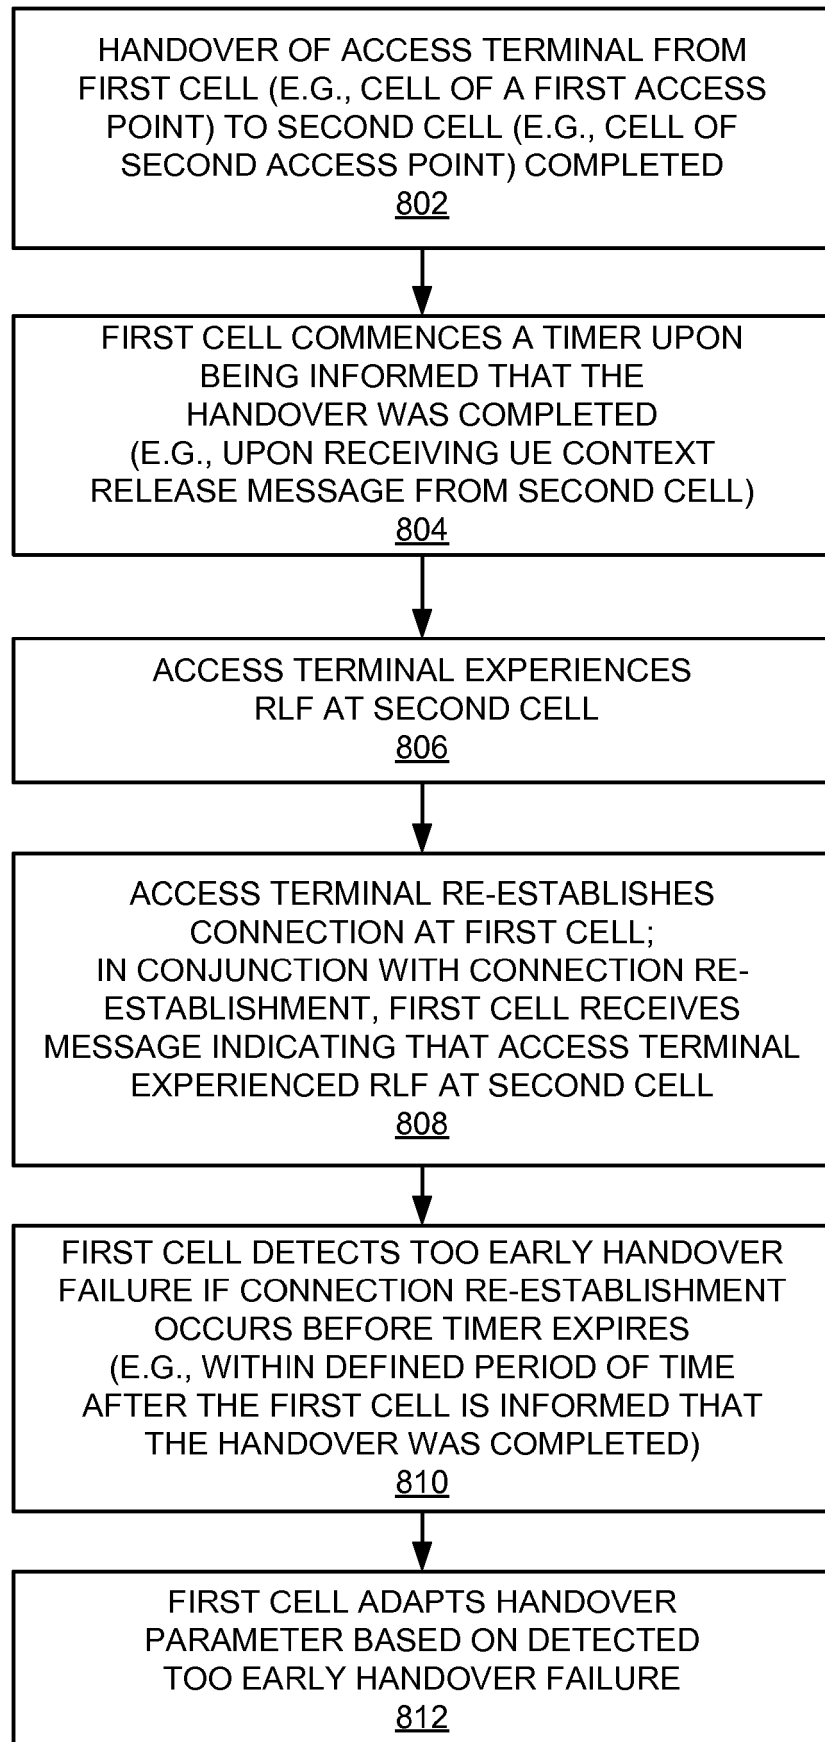 HANDOVER OF ACCESS TERMINAL FROM
FIRST CELL (E.G., CELL OF A FIRST ACCESS
POINT) TO SECOND CELL (E.G., CELL OF
SECOND ACCESS POINT) COMPLETED
802
FIRST CELL COMMENCES A TIMER UPON
BEING INFORMED THAT THE
HANDOVER WAS COMPLETED
(E.G., UPON RECEIVING UE CONTEXT
RELEASE MESSAGE FROM SECOND CELL)
804
ACCESS TERMINAL EXPERIENCES
RLF AT SECOND CELL
806
ACCESS TERMINAL RE-ESTABLISHES
CONNECTION AT FIRST CELL;
IN CONJUNCTION WITH CONNECTION RE-
ESTABLISHMENT, FIRST CELL RECEIVES
MESSAGE INDICATING THAT ACCESS TERMINAL
EXPERIENCED RLF AT SECOND CELL
808
FIRST CELL DETECTS TOO EARLY HANDOVER
FAILURE IF CONNECTION RE-ESTABLISHMENT
OCCURS BEFORE TIMER EXPIRES
(E.G., WITHIN DEFINED PERIOD OF TIME
AFTER THE FIRST CELL IS INFORMED THAT
THE HANDOVER WAS COMPLETED)
810
FIRST CELL ADAPTS HANDOVER
PARAMETER BASED ON DETECTED
TOO EARLY HANDOVER FAILURE
812